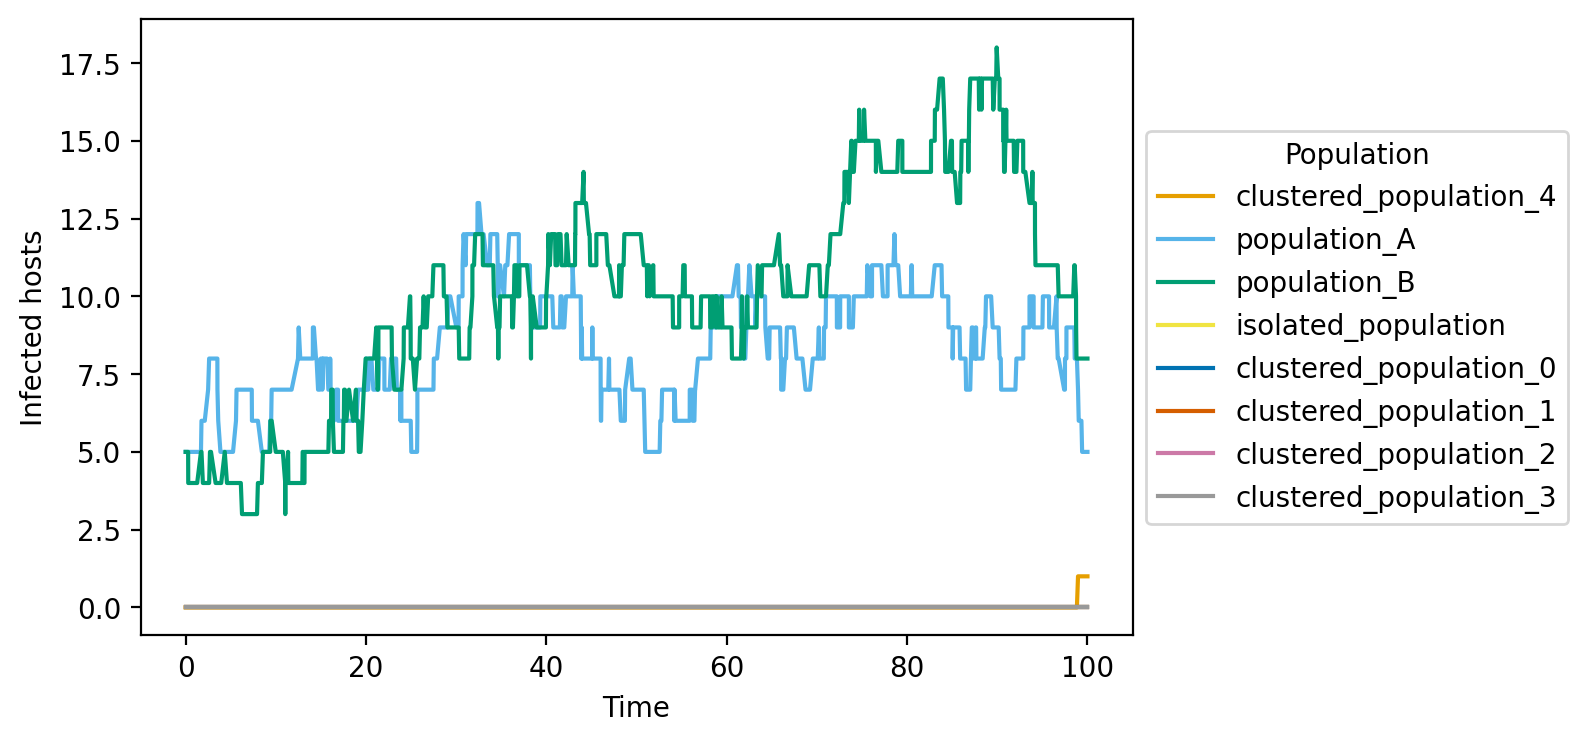 17.5
15.0
12.5
10.0
7.5
5.0
2.5
0.0
Infected hosts
0 20 40 60 80 100
Time
Population
clustered_population_4
population_A
population_B
isolated_population
clustered_population_0
clustered_population_1
clustered_population_2
clustered_population_3